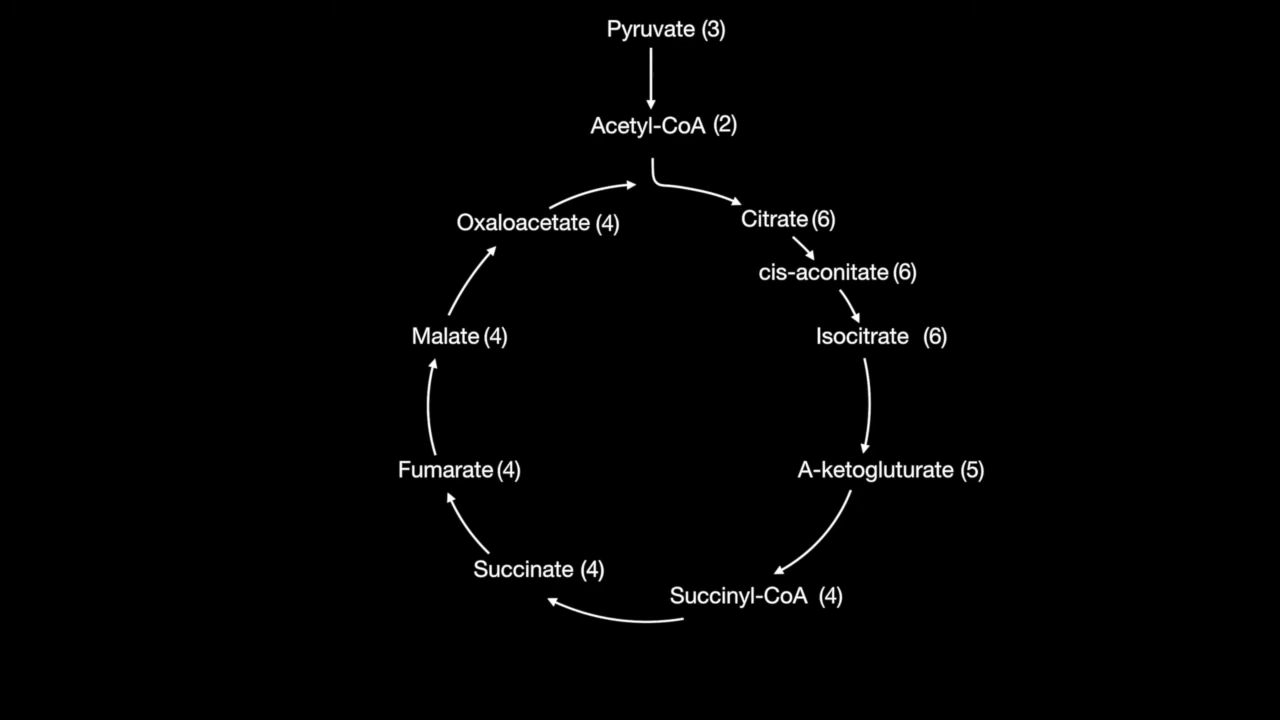 Pyruvate (3)
Acetyl-CoA (2)
Oxaloacetate (4)
Citrate (6)
cis-aconitate (6)
Malate (4)
Isocitrate (6)
Fumarate (4)
A-ketogluturate (5)
Succinate (4)
Succinyl-CoA (4)